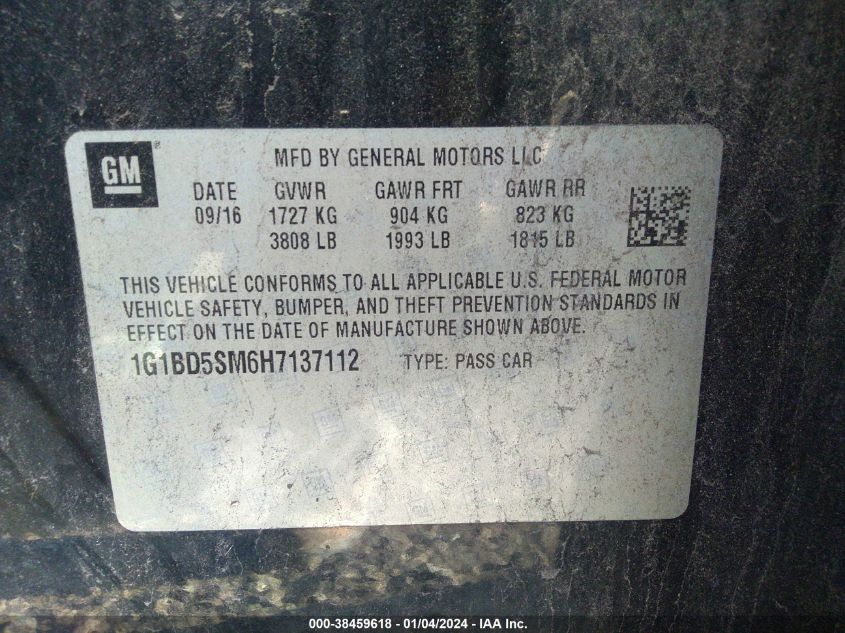 GM
MFD BY GENERAL MOTORS LLC
DATE GVWR GAWR FRT GAWR RR
09/16 1727 KG 904 KG 823 KG
3808 LB 1993 LB 1815 LB
THIS VEHICLE CONFORMS TO ALL APPLICABLE U.S. FEDERAL MOTOR
VEHICLE SAFETY, BUMPER, AND THEFT PREVENTION STANDARDS IN
EFFECT ON THE DATE OF MANUFACTURE SHOWN ABOVE.
1G1BD5SM6H7137112 TYPE: PASS CAR
000-38459618 - 01/04/2024 - IAA Inc.